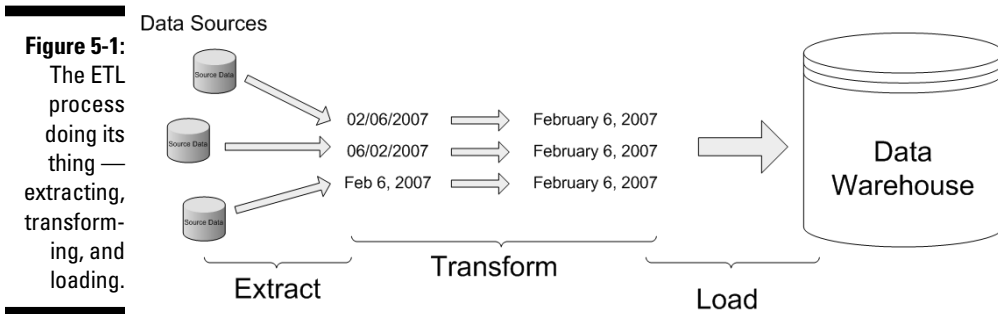 Figure 5-1:
The ETL
process
doing its
thing —
extracting,
transform-
ing, and
loading.
Data Sources
Source Data
Source Data
Source Data
02/06/2007
February 6, 2007
06/02/2007
February 6, 2007
Feb 6, 2007
February 6, 2007
Data
Warehouse
Extract
Transform
Load